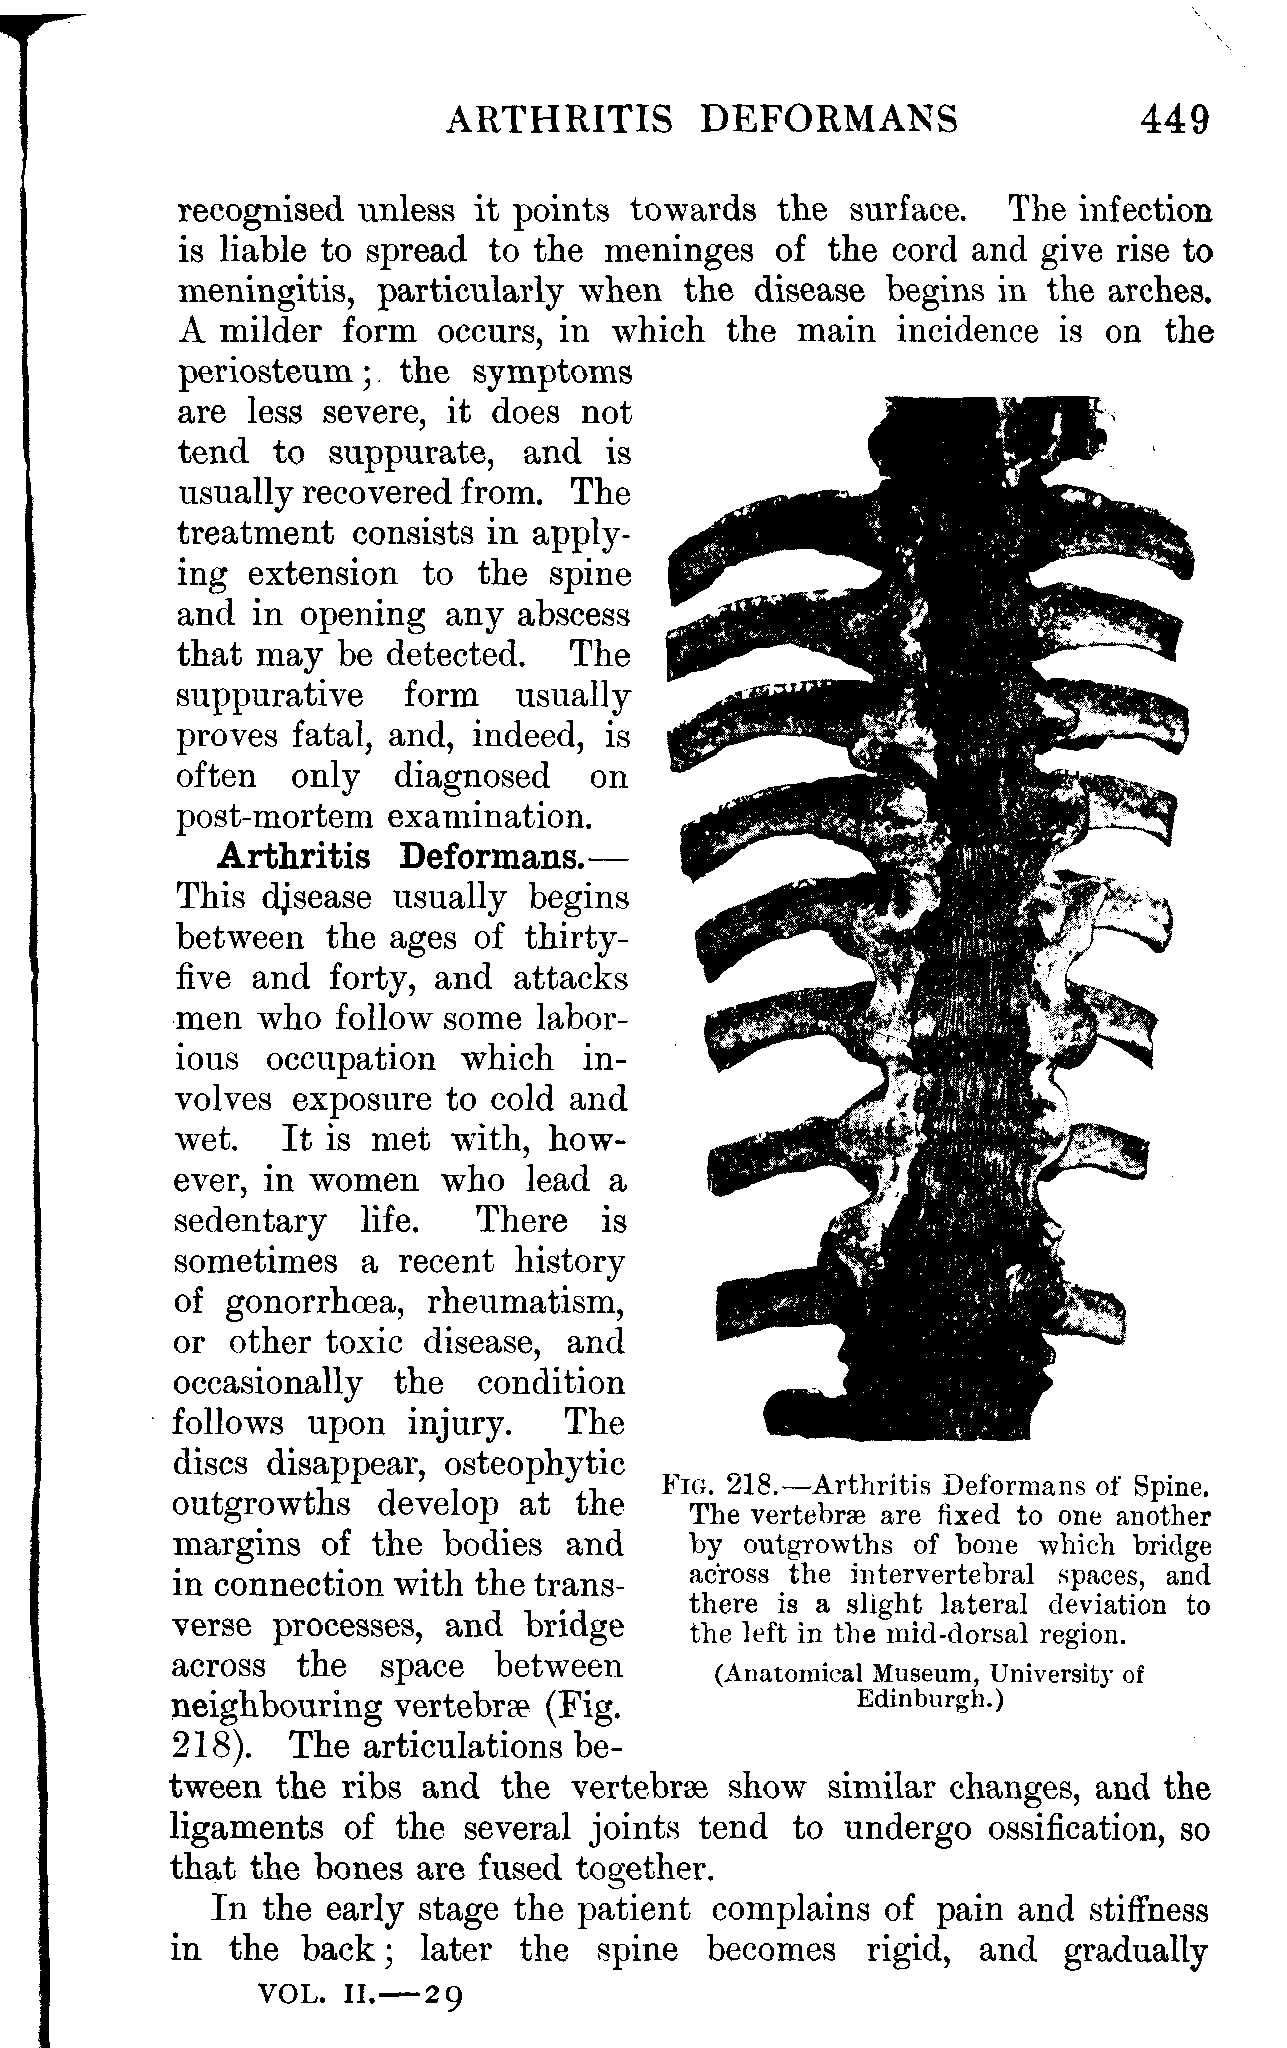 ARTHRITIS DEFORMANS 449
recognised unless it points towards the surface. The infection
is liable to spread to the meninges of the cord and give rise to
meningitis, particularly when the disease begins in the arches.
A milder form occurs, in which the main incidence is on the
periosteum; the symptoms
are less severe, it does not
tend to suppurate, and is
usually recovered from. The
treatment consists in apply-
ing extension to the spine
and in opening any abscess
that may be detected. The
suppurative form usually
proves fatal, and, indeed, is
often only diagnosed on
post-mortem examination.
Arthritis Deformans.—
This disease usually begins
between the ages of thirty-
five and forty, and attacks
men who follow some labor-
ious occupation which in-
volves exposure to cold and
wet. It is met with, how-
ever, in women who lead a
sedentary life. There is
sometimes a recent history
of gonorrhœa, rheumatism,
or other toxic disease, and
occasionally the condition
follows upon injury. The
discs disappear, osteophytic
outgrowths develop at the
margins of the bodies and
in connection with the trans-
verse processes, and bridge
across the space between
neighbouring vertebræ (Fig.
218). The articulations be-
tween the ribs and the vertebræ show similar changes, and the
ligaments of the several joints tend to undergo ossification, so
that the bones are fused together.
In the early stage the patient complains of pain and stiffness
in the back; later the spine becomes rigid, and gradually
VOL. II.—29
FIG. 218.—Arthritis Deformans of Spine.
The vertebræ are fixed to one another
by outgrowths of bone which bridge
across the intervertebral spaces, and
there is a slight lateral deviation to
the left in the mid-dorsal region.
(Anatomical Museum, University of
Edinburgh.)